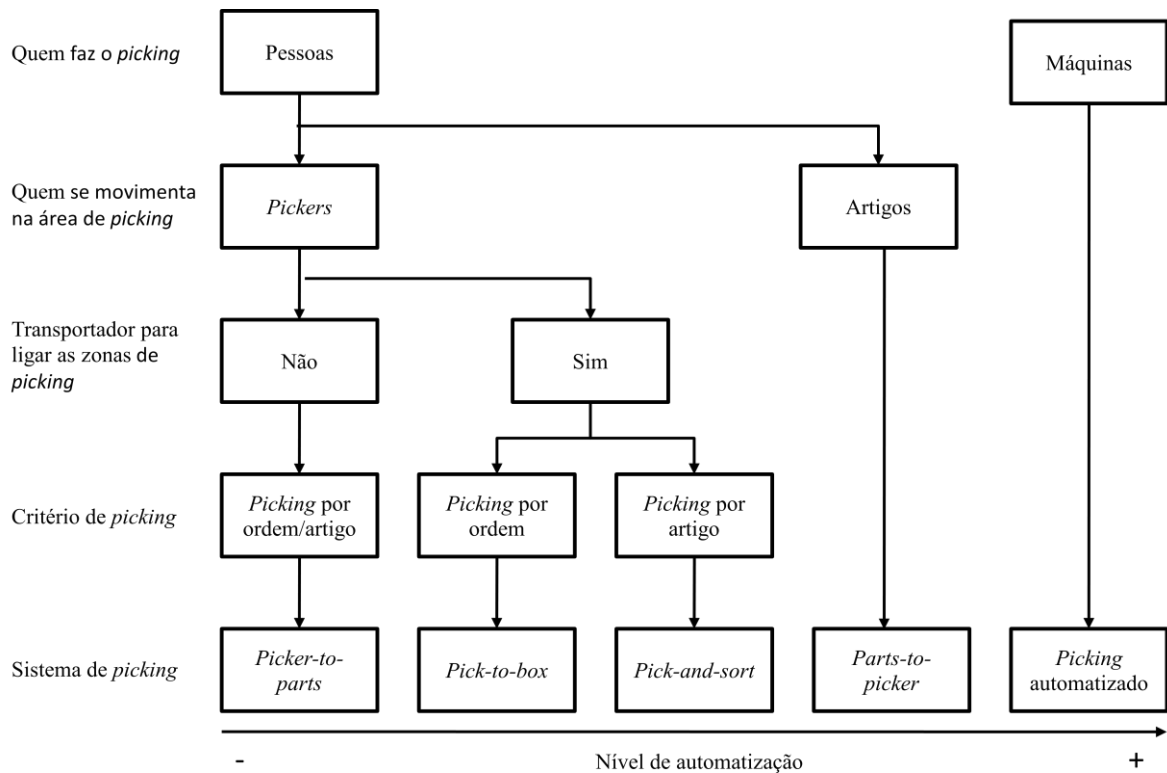 Quem faz o picking
Pessoas
Máquinas
Quem se movimenta
na área de picking
Pickers
Artigos
Transportador para
ligar as zonas de
picking
Não
Sim
Critério de picking
Picking por
ordem/artigo
Picking por
ordem
Picking por
artigo
Sistema de picking
Picker-to-
parts
Pick-to-box
Pick-and-sort
Parts-to-
picker
Picking
automatizado
-
Nível de automatização
+